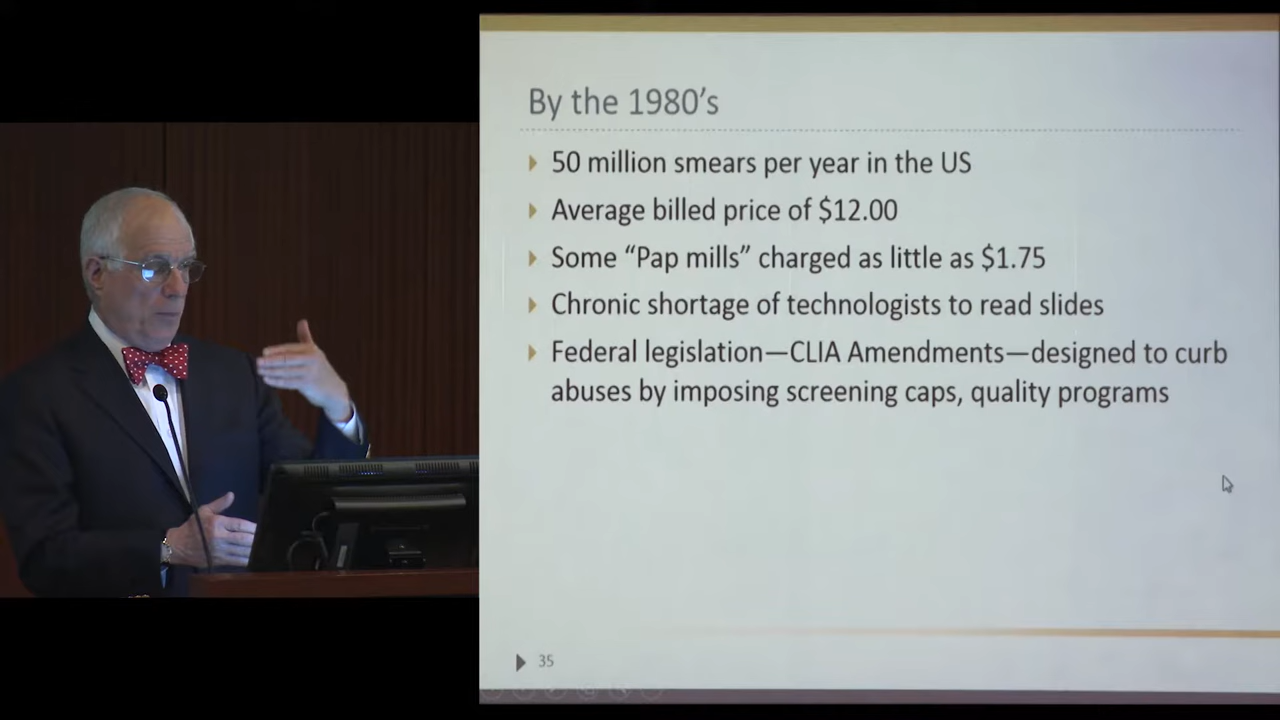 By the 1980’s
50 million smears per year in the US
Average billed price of $12.00
Some “Pap mills” charged as little as $1.75
Chronic shortage of technologists to read slides
Federal legislation—CLIA Amendments—designed to curb
abuses by imposing screening caps, quality programs
35